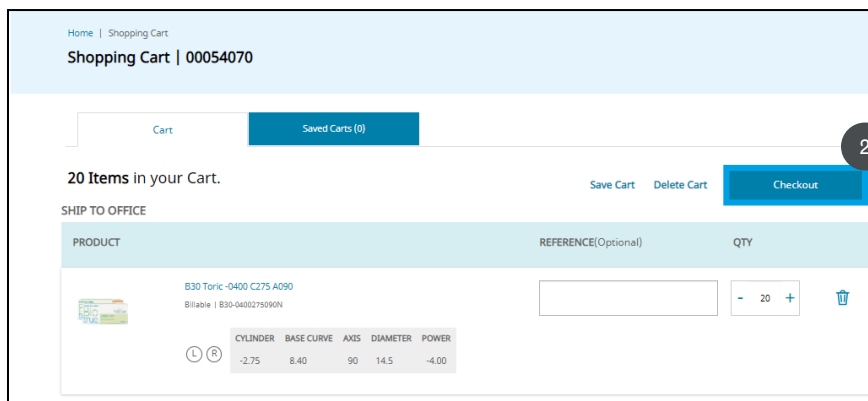 Home | Shopping Cart
Shopping Cart | 00054070
Cart
Saved Carts (0)
2
20 Items in your Cart.
Save Cart
Delete Cart
Checkout
SHIP TO OFFICE
PRODUCT
REFERENCE(Optional)
QTY
B30 Toric -0400 C275 A090
Billable | B30-0400275090N
- 20 +
L R
CYLINDER BASE CURVE AXIS DIAMETER POWER
-2.75 8.40 90 14.5 -4.00